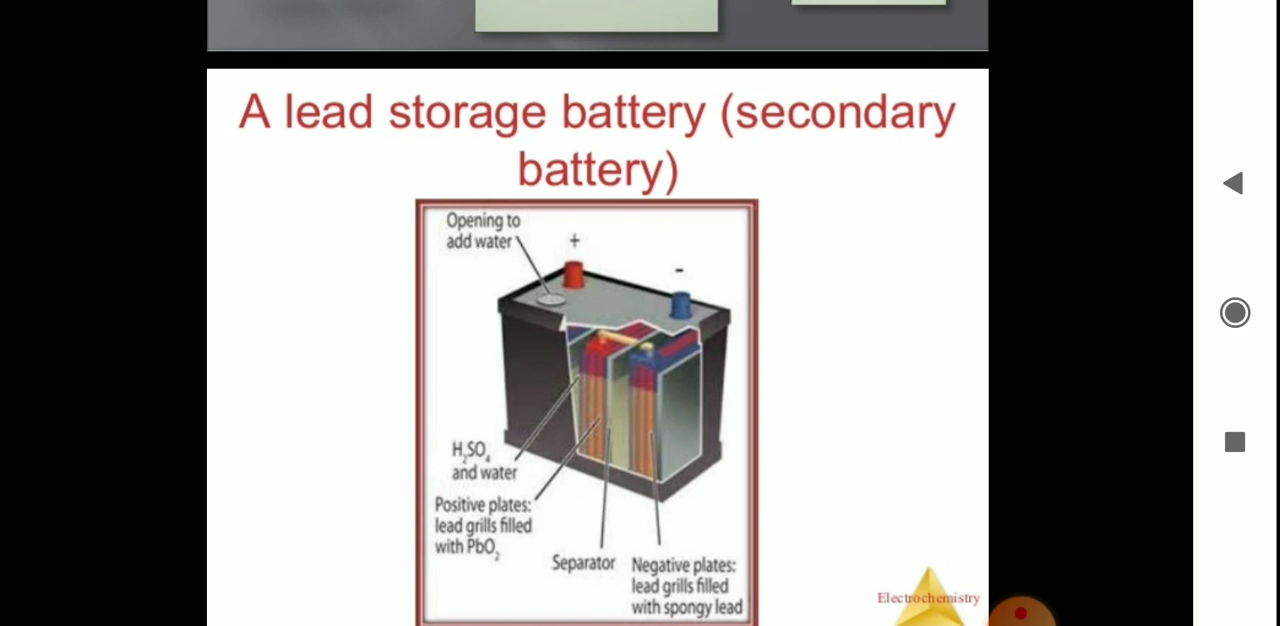 A lead storage battery (secondary
battery)
Opening to
add water
+
-
H₂SO₄
and water
Positive plates:
lead grills filled
with PbO₂
Separator
Negative plates:
lead grills filled
with spongy lead
Electrochemistry